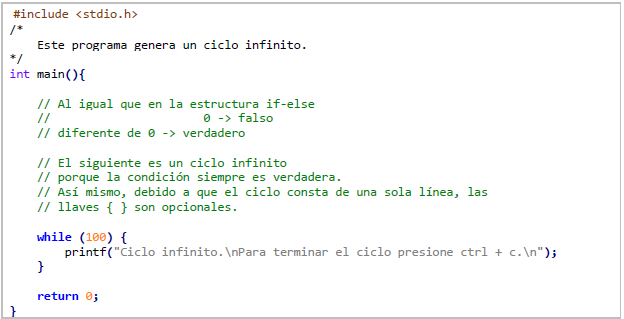 #include <stdio.h>
/*
    Este programa genera un ciclo infinito.
*/
int main(){
    // Al igual que en la estructura if-else
    //                     0 -> falso
    // diferente de 0 -> verdadero
    // El siguiente es un ciclo infinito
    // porque la condición siempre es verdadera.
    // Así mismo, debido a que el ciclo consta de una sola línea, las
    // llaves { } son opcionales.
    while (100) {
        printf("Ciclo infinito.\nPara terminar el ciclo presione ctrl + c.\n");
    }
    return 0;
}